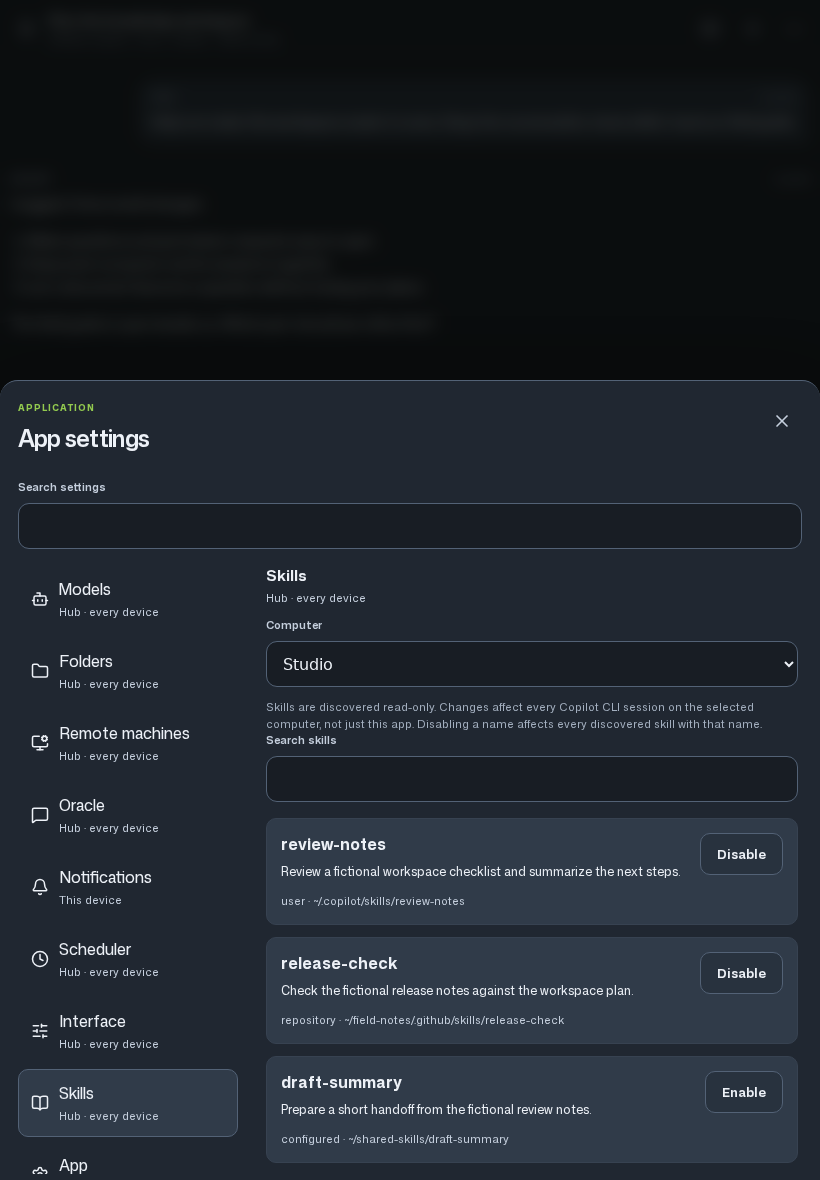 APPLICATION
App settings
Search settings
Models
Hub · every device
Folders
Hub · every device
Remote machines
Hub · every device
Oracle
Hub · every device
Notifications
This device
Scheduler
Hub · every device
Interface
Hub · every device
Skills
Hub · every device
App
Skills
Hub · every device
Computer
Studio
Skills are discovered read-only. Changes affect every Copilot CLI session on the selected
computer, not just this app. Disabling a name affects every discovered skill with that name.
Search skills
review-notes
Disable
Review a fictional workspace checklist and summarize the next steps.
user · ~/.copilot/skills/review-notes
release-check
Disable
Check the fictional release notes against the workspace plan.
repository · ~/field-notes/.github/skills/release-check
draft-summary
Enable
Prepare a short handoff from the fictional review notes.
configured · ~/shared-skills/draft-summary